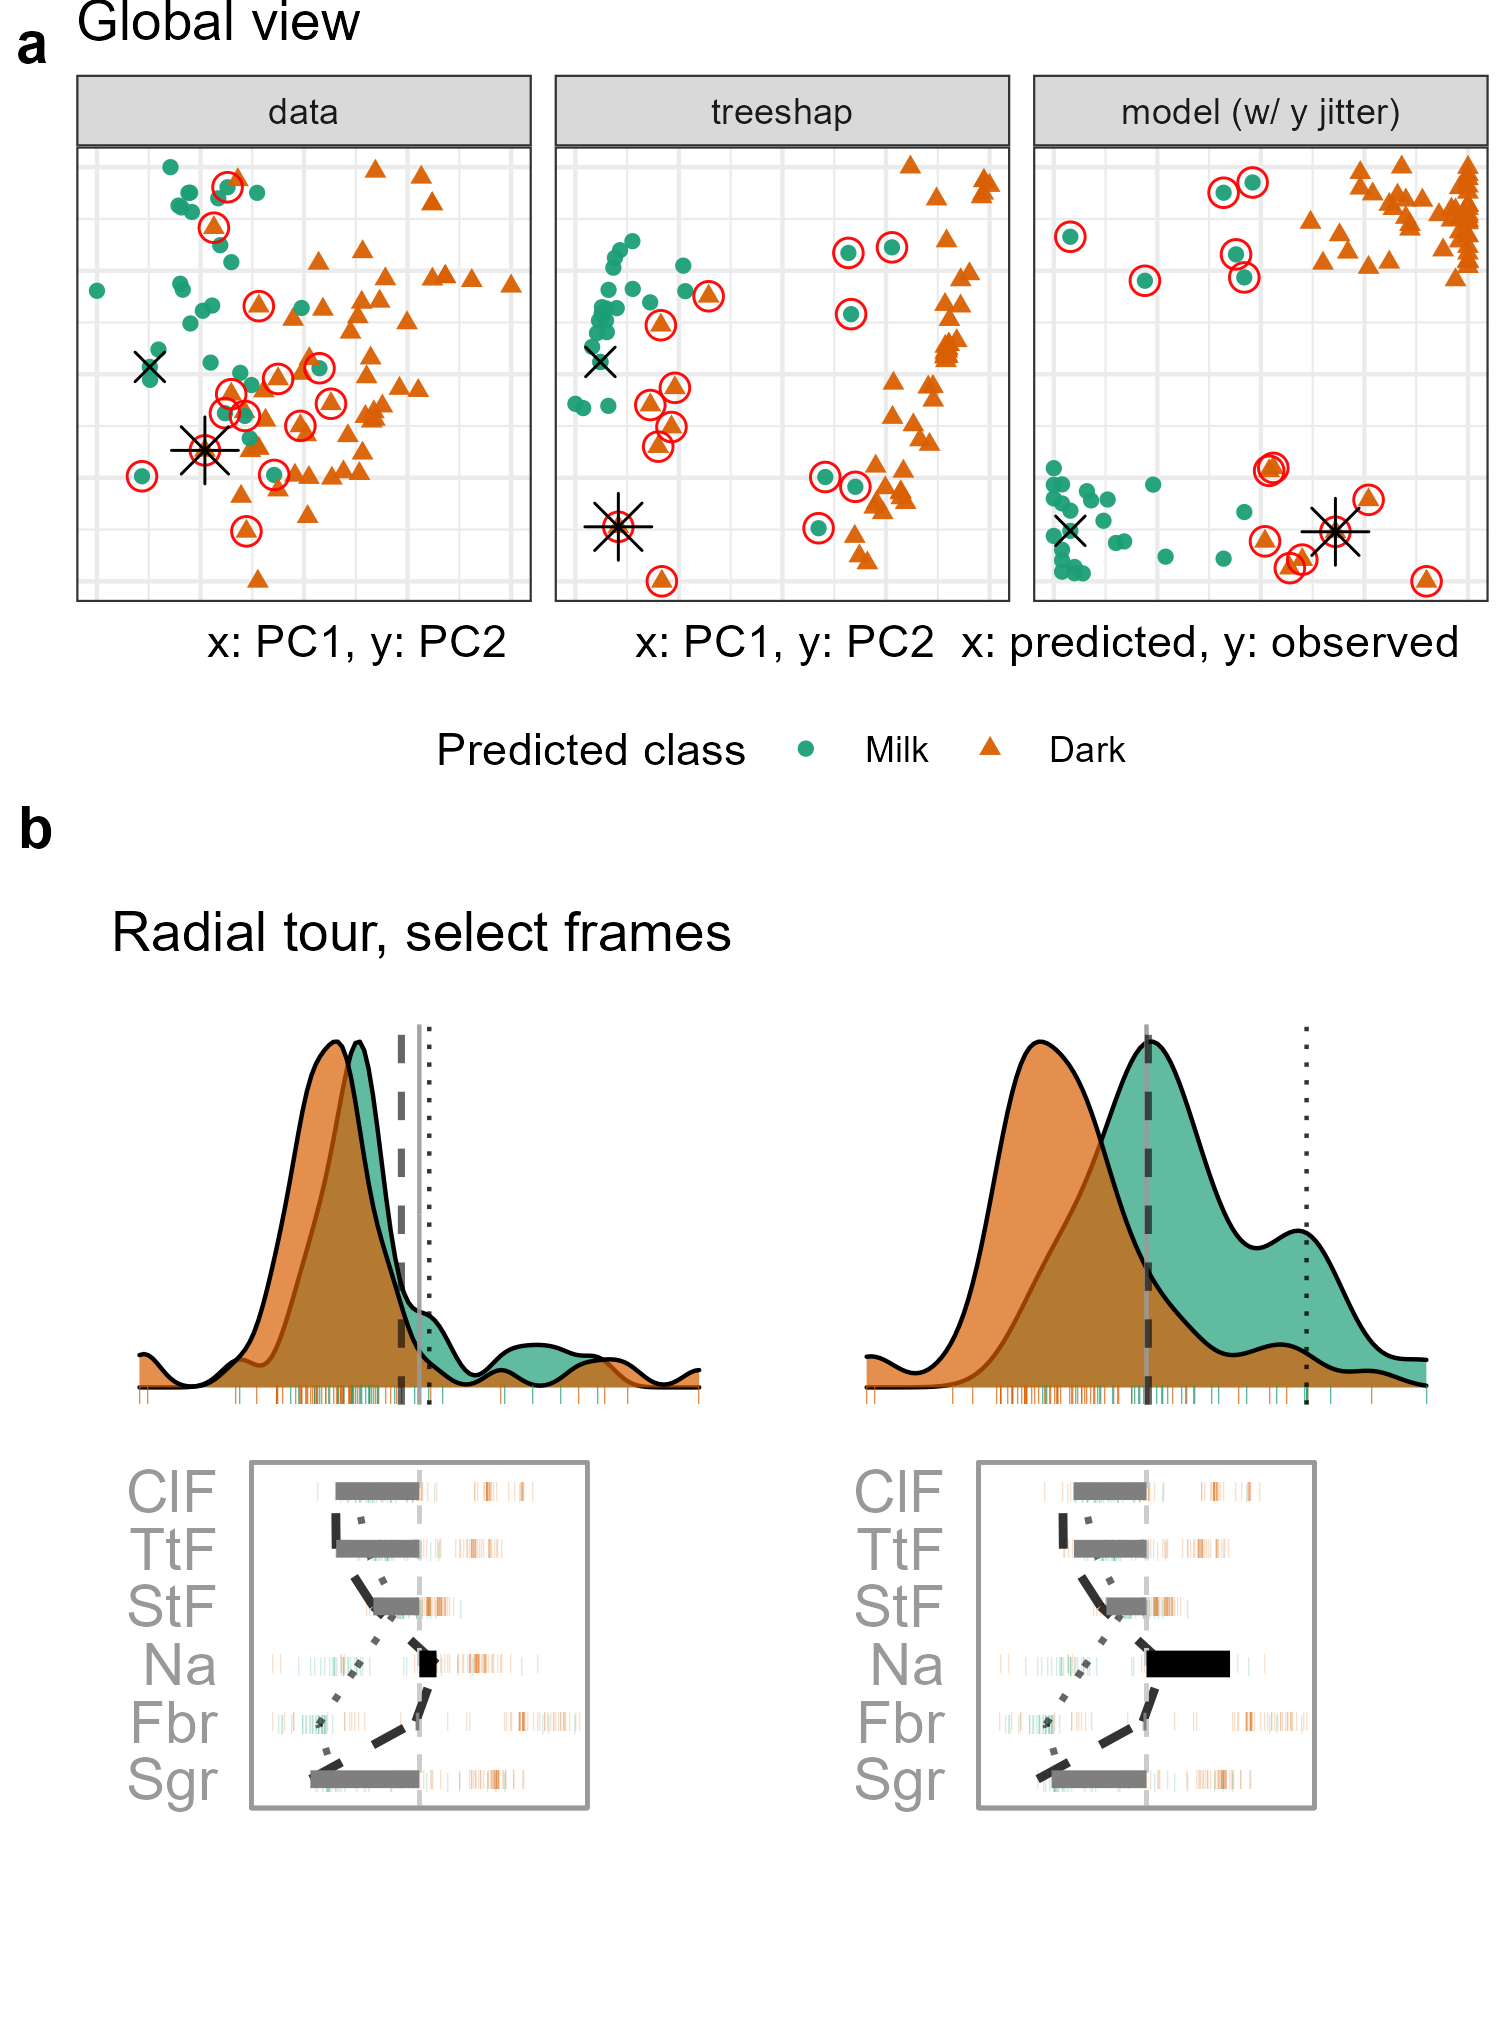 a
Global view
data
treeshap
model (w/ y jitter)
x: PC1, y: PC2
x: PC1, y: PC2
x: predicted, y: observed
Predicted class
Milk
Dark
b
Radial tour, select frames
ClF
TtF
StF
Na
Fbr
Sgr
ClF
TtF
StF
Na
Fbr
Sgr